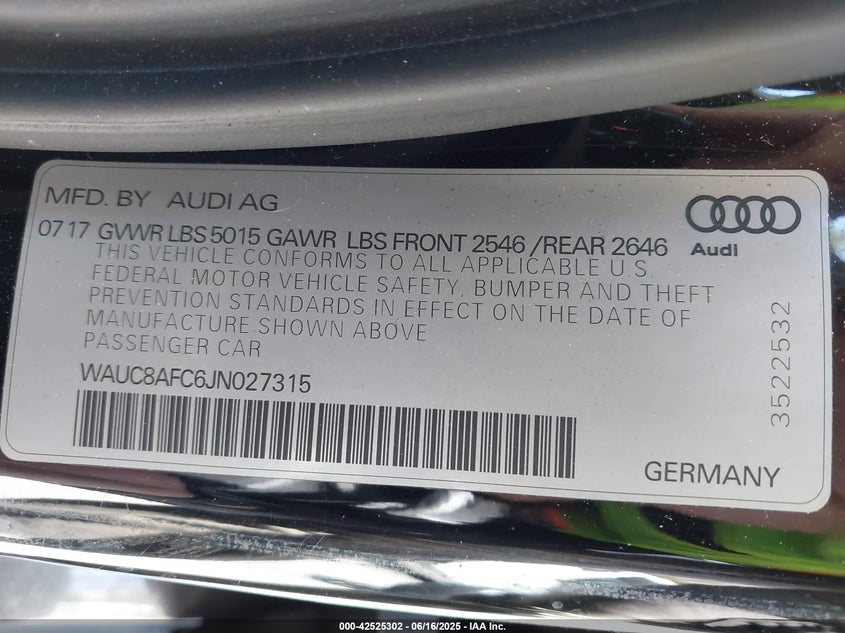 MFD. BY AUDI AG
Audi
07 17 GVWR LBS 5015 GAWR LBS FRONT 2546 /REAR 2646
THIS VEHICLE CONFORMS TO ALL APPLICABLE U.S.
FEDERAL MOTOR VEHICLE SAFETY, BUMPER AND THEFT
PREVENTION STANDARDS IN EFFECT ON THE DATE OF
MANUFACTURE SHOWN ABOVE
PASSENGER CAR
WAUC8AFC6JN027315
3522532
GERMANY
000-42525302 - 06/16/2025 - IAA Inc.